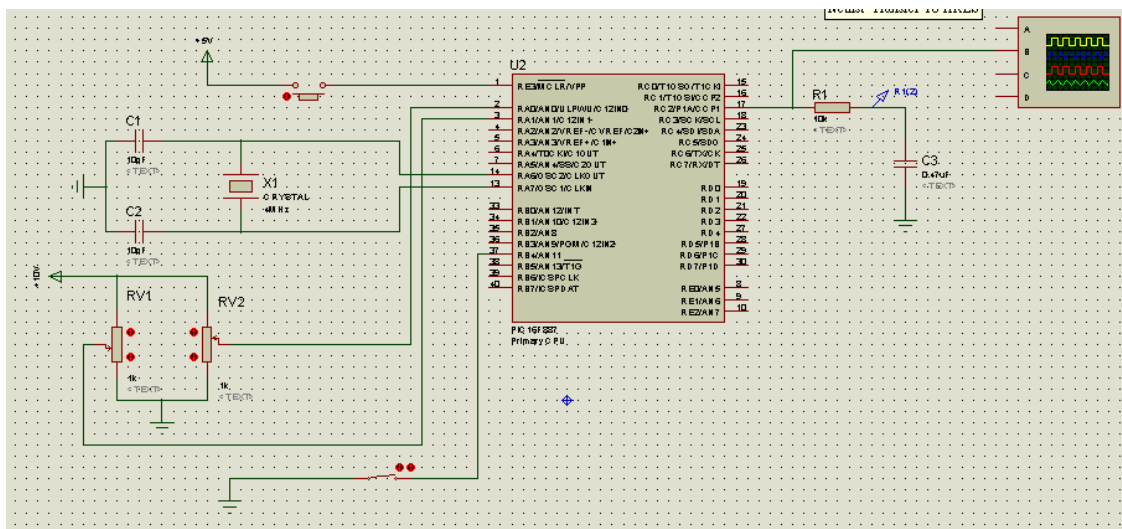 Netlist Transfer to ARES
+5V
U2
1
RE3/MCLR/VPP
2
RA0/AN0/ULPWU/C12IN0-
3
RA1/AN1/C12IN1-
4
RA2/AN2/VREF-/CVREF/C2IN+
5
RA3/AN3/VREF+/C1IN+
6
RA4/T0CKI/C1OUT
7
RA5/AN4/SS/C2OUT
14
RA6/OSC2/CLKOUT
13
RA7/OSC1/CLKIN
33
RB0/AN12/INT
34
RB1/AN10/C12IN3-
35
RB2/AN8
36
RB3/AN9/PGM/C12IN2-
37
RB4/AN11
38
RB5/AN13/T1G
39
RB6/ICSPCLK
40
RB7/ICSPDAT
RC0/T1OSO/T1CKI
15
RC1/T1OSI/CCP2
16
RC2/P1A/CCP1
17
RC3/SCK/SCL
18
RC4/SDI/SDA
23
RC5/SDO
24
RC6/TX/CK
25
RC7/RX/DT
26
RD0
19
RD1
20
RD2
21
RD3
22
RD4
27
RD5/P1B
28
RD6/P1C
29
RD7/P1D
30
RE0/AN5
8
RE1/AN6
9
RE2/AN7
10
PIC16F887
Primary CPU
C1
10pF
<TEXT>
X1
CRYSTAL
4MHz
C2
10pF
<TEXT>
+10V
RV1
1k
<TEXT>
RV2
1k
<TEXT>
R1
10k
<TEXT>
R1(2)
C3
0.47uF
<TEXT>
A
B
C
D